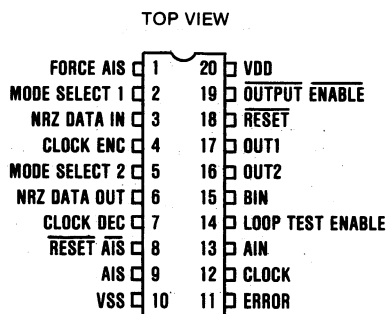 TOP VIEW
FORCE AIS 1 20 VDD
MODE SELECT 1 2 19 OUTPUT ENABLE
NRZ DATA IN 3 18 RESET
CLOCK ENC 4 17 OUT1
MODE SELECT 2 5 16 OUT2
NRZ DATA OUT 6 15 BIN
CLOCK DEC 7 14 LOOP TEST ENABLE
RESET AIS 8 13 AIN
AIS 9 12 CLOCK
VSS 10 11 ERROR